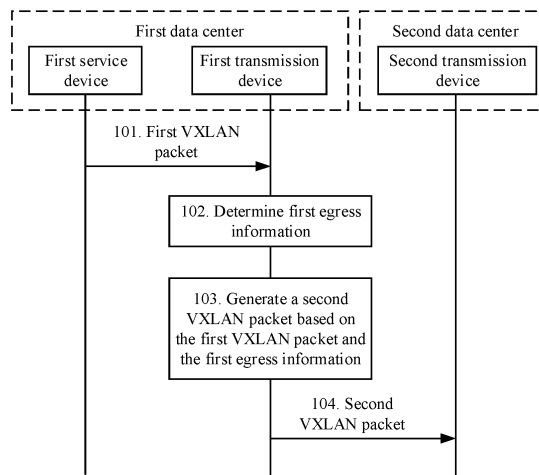 First data center
Second data center
First service
device
First transmission
device
Second transmission
device
101. First VXLAN
packet
102. Determine first egress
information
103. Generate a second
VXLAN packet based on
the first VXLAN packet and
the first egress information
104. Second
VXLAN packet